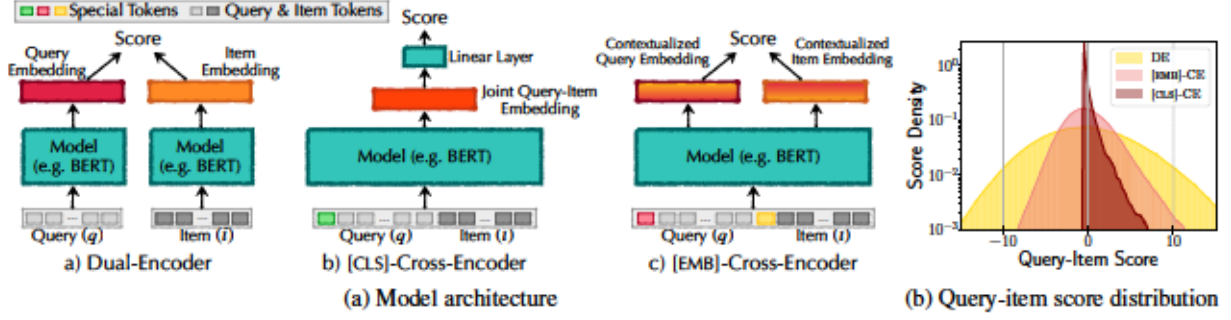 Special Tokens Query & Item Tokens
Query Embedding
Score
Item Embedding
Model (e.g. BERT)
Model (e.g. BERT)
...
...
Query (q)
Item (i)
a) Dual-Encoder
Score
Linear Layer
Joint Query-Item Embedding
Model (e.g. BERT)
...
...
Query (q)
Item (i)
b) [CLS]-Cross-Encoder
Contextualized Query Embedding
Score
Contextualized Item Embedding
Model (e.g. BERT)
...
...
Query (q)
Item (i)
c) [EMB]-Cross-Encoder
(a) Model architecture
Score Density
10⁰
10⁻¹
10⁻²
10⁻³
DE
[EMB]-CE
[CLS]-CE
−10 0 10
Query-Item Score
(b) Query-item score distribution